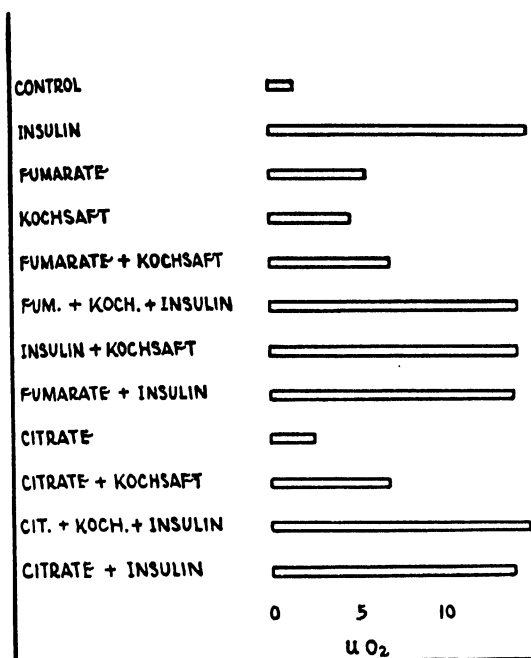 CONTROL
INSULIN
FUMARATE
KOCHSAFT
FUMARATE + KOCHSAFT
FUM. + KOCH. + INSULIN
INSULIN + KOCHSAFT
FUMARATE + INSULIN
CITRATE
CITRATE + KOCHSAFT
CIT. + KOCH. + INSULIN
CITRATE + INSULIN
0 5 10
U O₂